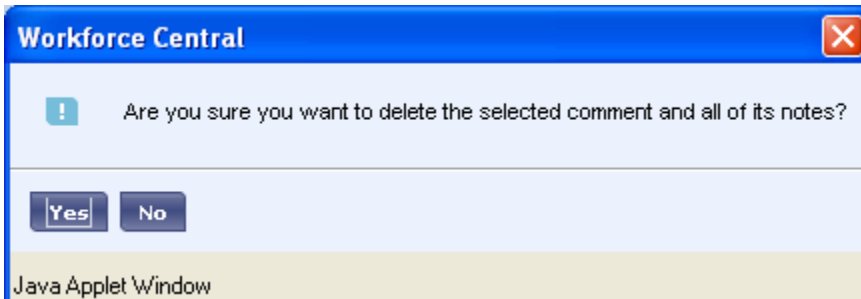 Workforce Central
! Are you sure you want to delete the selected comment and all of its notes?
Yes No
Java Applet Window